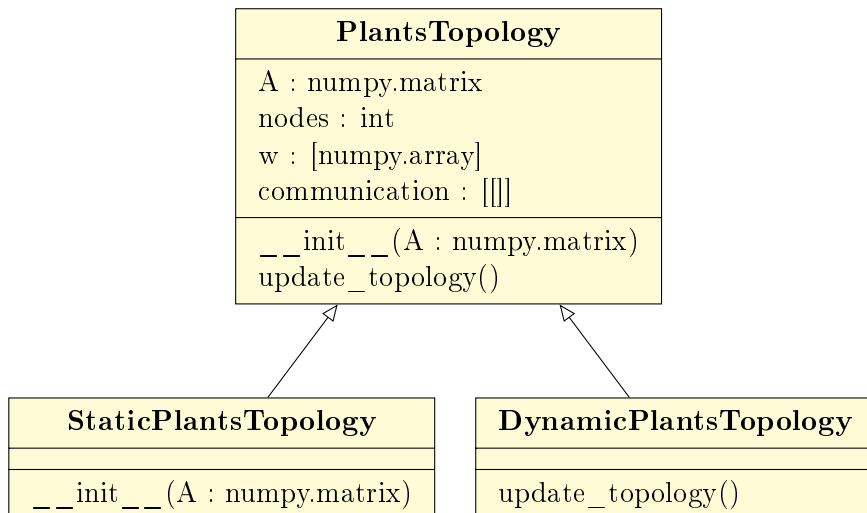 PlantsTopology
A : numpy.matrix
nodes : int
w : [numpy.array]
communication : [[]]
__init__(A : numpy.matrix)
update_topology()
StaticPlantsTopology
__init__(A : numpy.matrix)
DynamicPlantsTopology
update_topology()